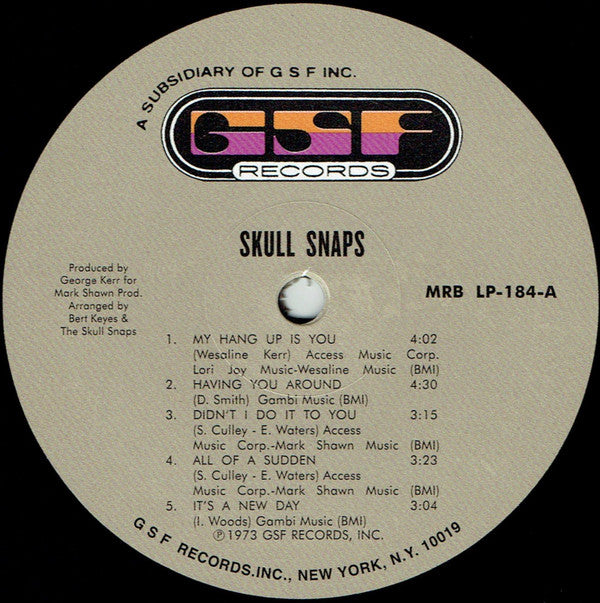 A SUBSIDIARY OF G S F INC.
GSF
RECORDS
SKULL SNAPS
MRB LP-184-A
Produced by
George Kerr for
Mark Shawn Prod.
Arranged by
Bert Keyes &
The Skull Snaps
1. MY HANG UP IS YOU 4:02
(Wesaline Kerr) Access Music Corp.
Lori Joy Music-Wesaline Music (BMI)
2. HAVING YOU AROUND 4:30
(D. Smith) Gambi Music (BMI)
3. DIDN'T I DO IT TO YOU 3:15
(S. Culley - E. Waters) Access
Music Corp.-Mark Shawn Music (BMI)
4. ALL OF A SUDDEN 3:23
(S. Culley - E. Waters) Access
Music Corp.-Mark Shawn Music (BMI)
5. IT'S A NEW DAY 3:04
(I. Woods) Gambi Music (BMI)
℗ 1973 GSF RECORDS, INC.
G S F RECORDS.INC., NEW YORK, N.Y. 10019